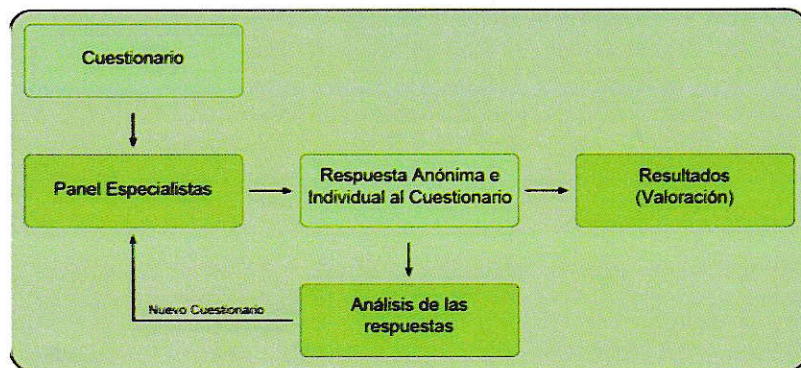 Cuestionario
Panel Especialistas
Respuesta Anónima e
Individual al Cuestionario
Resultados
(Valoración)
Nuevo Cuestionario
Análisis de las
respuestas